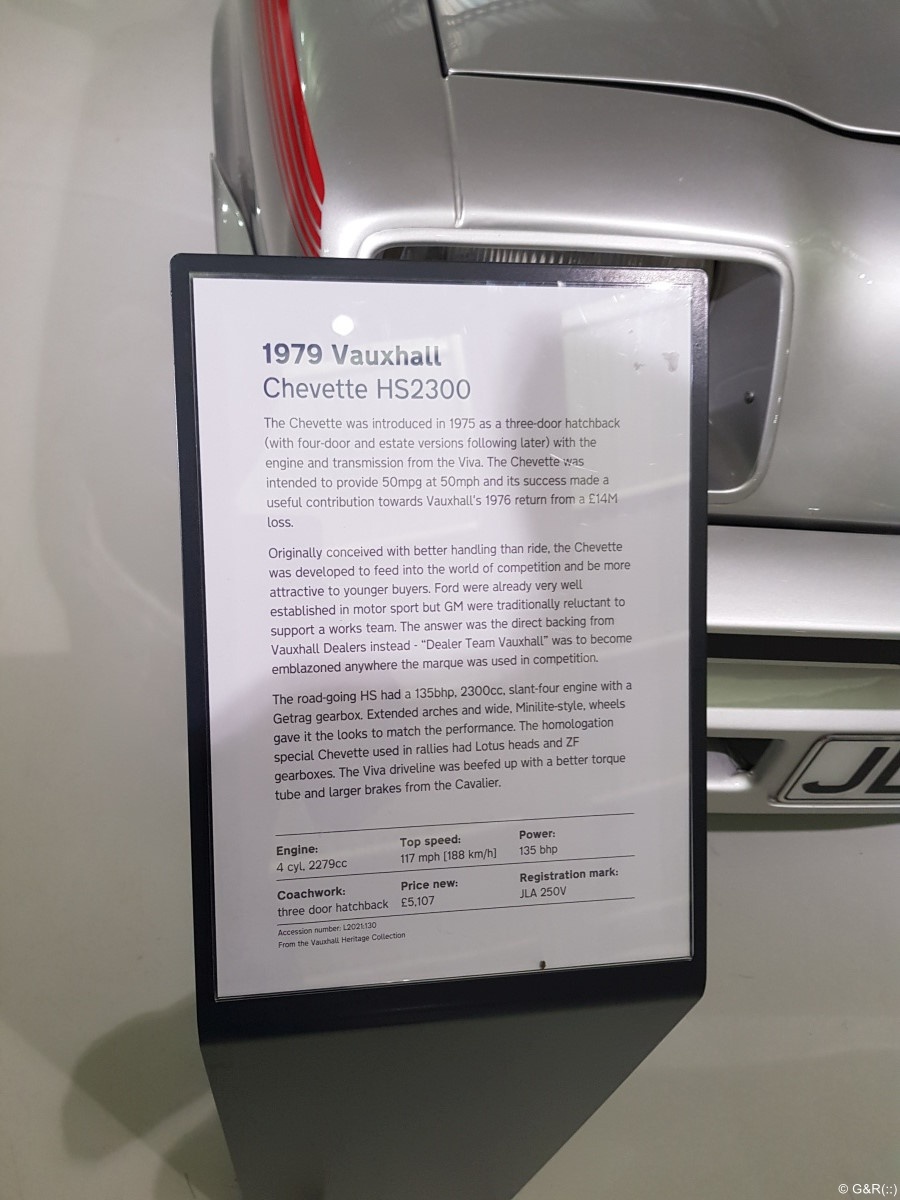 1979 Vauxhall
Chevette HS2300
The Chevette was introduced in 1975 as a three-door hatchback
(with four-door and estate versions following later) with the
engine and transmission from the Viva. The Chevette was
intended to provide 50mpg at 50mph and its success made a
useful contribution towards Vauxhall's 1976 return from a £14M
loss.
Originally conceived with better handling than ride, the Chevette
was developed to feed into the world of competition and be more
attractive to younger buyers. Ford were already very well
established in motor sport but GM were traditionally reluctant to
support a works team. The answer was the direct backing from
Vauxhall Dealers instead - “Dealer Team Vauxhall” was to become
emblazoned anywhere the marque was used in competition.
The road-going HS had a 135bhp, 2300cc, slant-four engine with a
Getrag gearbox. Extended arches and wide, Minilite-style, wheels
gave it the looks to match the performance. The homologation
special Chevette used in rallies had Lotus heads and ZF
gearboxes. The Viva driveline was beefed up with a better torque
tube and larger brakes from the Cavalier.
Engine: Top speed: Power:
4 cyl, 2279cc 117 mph [188 km/h] 135 bhp
Coachwork: Price new: Registration mark:
three door hatchback £5,107 JLA 250V
Accession number: L2021.130
From the Vauxhall Heritage Collection
JL
© G&R(::)